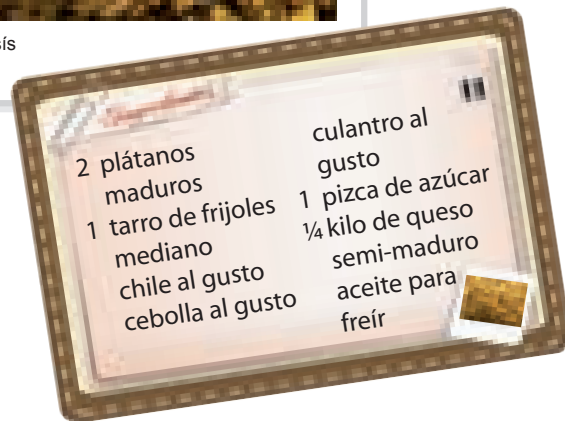 sís
2 plátanos
maduros
1 tarro de frijoles
mediano
chile al gusto
cebolla al gusto
culantro al
gusto
1 pizca de azúcar
¼ kilo de queso
semi-maduro
aceite para
freír